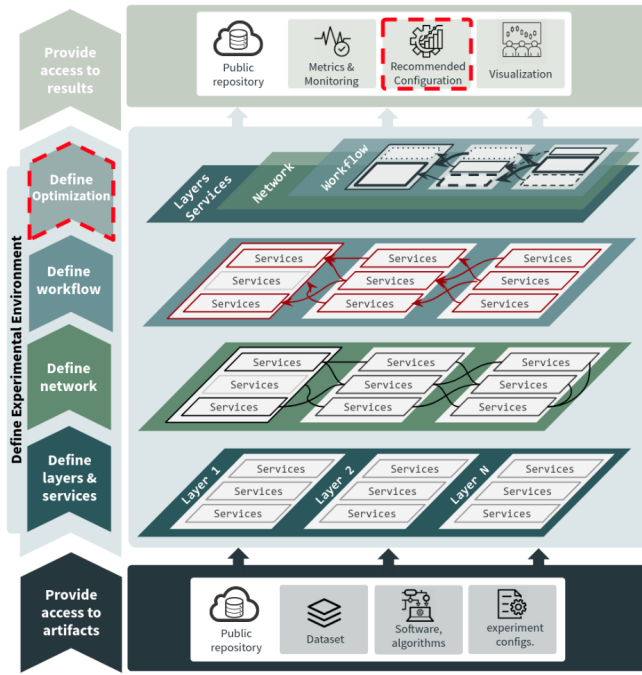 Provide
access to
results
Public
repository
Metrics &
Monitoring
Recommended
Configuration
Visualization
Define Experimental Environment
Define
Optimization
Layers
Services
Network
Workflow
Define
workflow
Services
Services
Services
Services
Services
Services
Services
Services
Services
Define
network
Services
Services
Services
Services
Services
Services
Services
Services
Services
Define
layers &
services
Layer 1
Services
Services
Services
Layer 2
Services
Services
Services
Layer N
Services
Services
Services
Provide
access to
artifacts
Public
repository
Dataset
Software,
algorithms
experiment
configs.